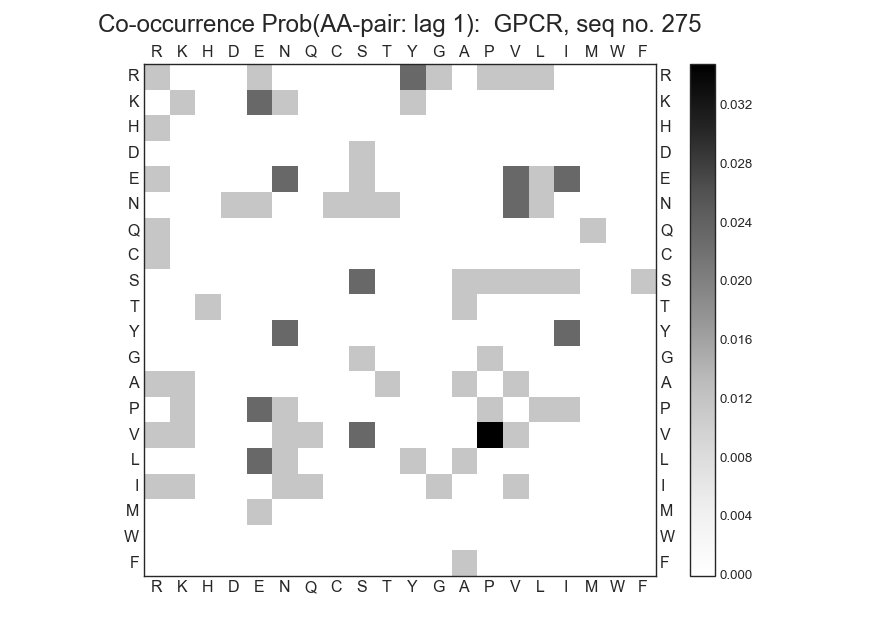 Co-occurrence Prob(AA-pair: lag 1):  GPCR, seq no. 275
R K H D E N Q C S T Y G A P V L I M W F
R R
K K
H H
D D
E E
N N
Q Q
C C
S S
T T
Y Y
G G
A A
P P
V V
L L
I I
M M
W W
F F
R K H D E N Q C S T Y G A P V L I M W F
0.032
0.028
0.024
0.020
0.016
0.012
0.008
0.004
0.000